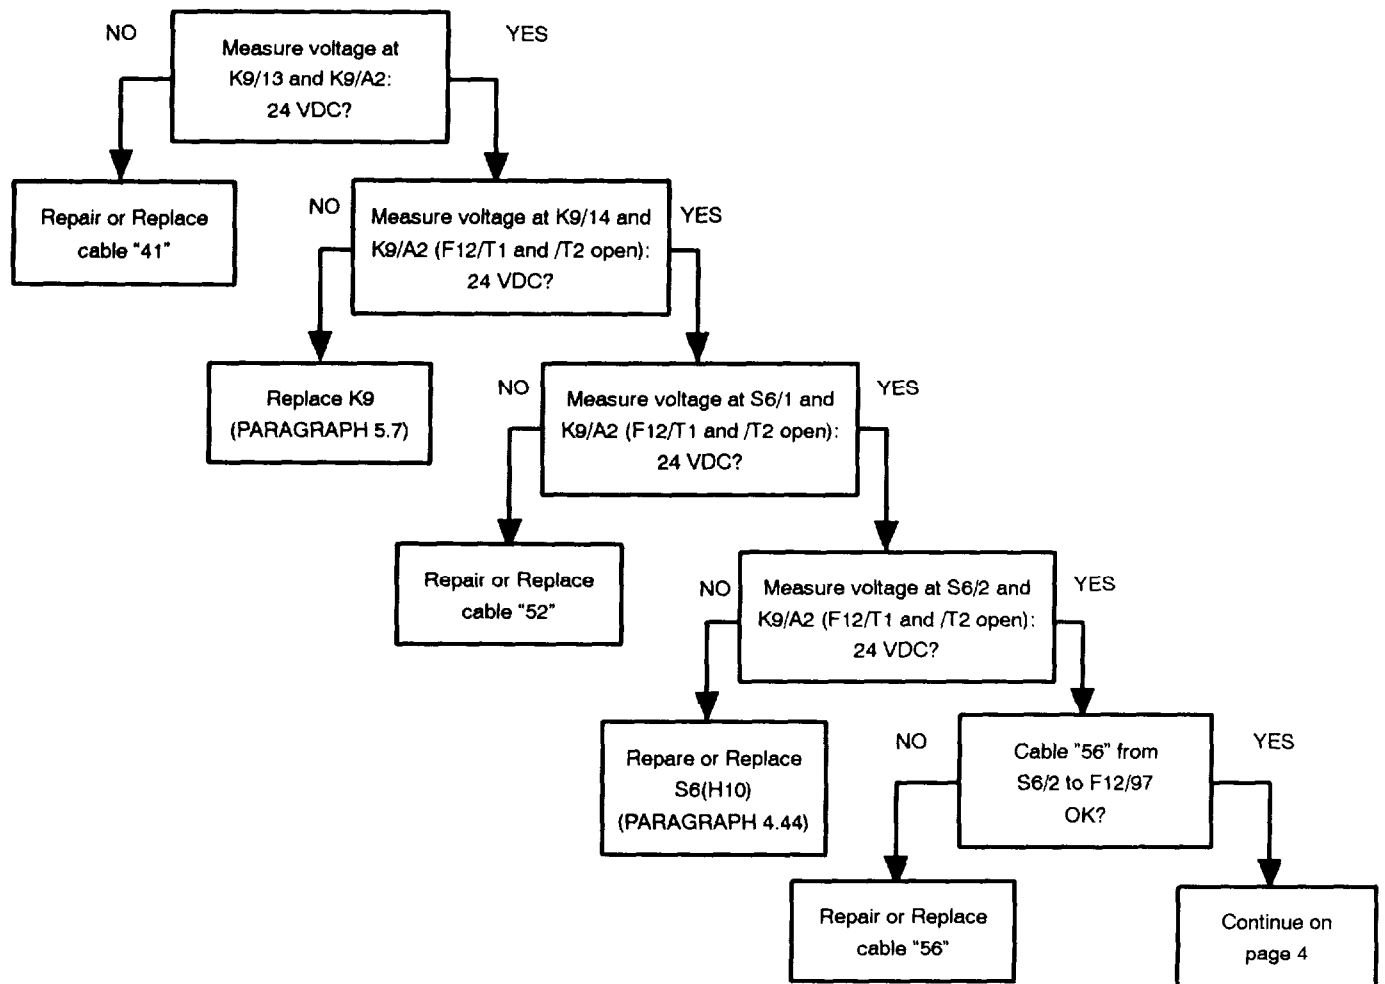 NO
Measure voltage at
K9/13 and K9/A2:
24 VDC?
YES
Repair or Replace
cable "41"
NO
Measure voltage at K9/14 and
K9/A2 (F12/T1 and /T2 open):
24 VDC?
YES
Replace K9
(PARAGRAPH 5.7)
NO
Measure voltage at S6/1 and
K9/A2 (F12/T1 and /T2 open):
24 VDC?
YES
Repair or Replace
cable "52"
NO
Measure voltage at S6/2 and
K9/A2 (F12/T1 and /T2 open):
24 VDC?
YES
Repare or Replace
S6(H10)
(PARAGRAPH 4.44)
NO
Cable "56" from
S6/2 to F12/97
OK?
YES
Repair or Replace
cable "56"
Continue on
page 4